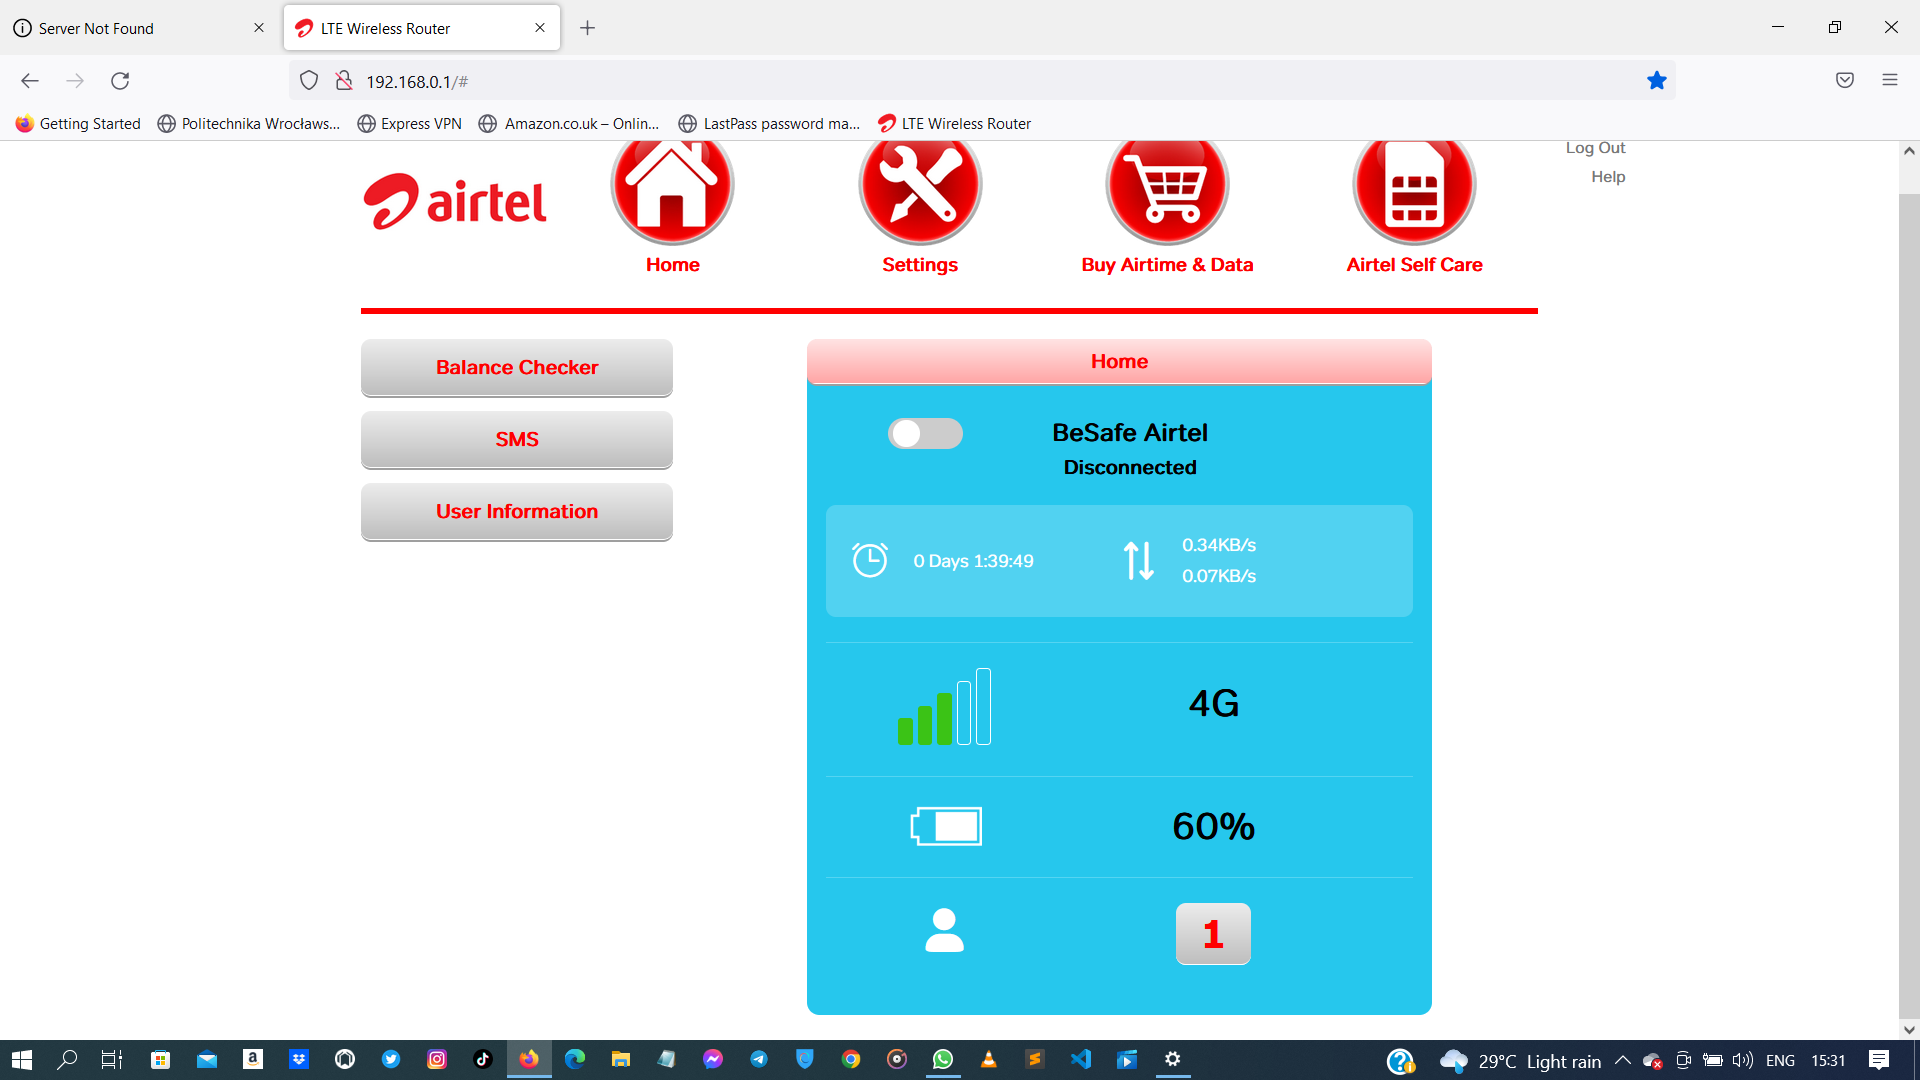 Server Not Found
LTE Wireless Router
192.168.0.1/#
Getting Started
Politechnika Wrocławs...
Express VPN
Amazon.co.uk – Onlin...
LastPass password ma...
LTE Wireless Router
Log Out
Help
airtel
Home
Settings
Buy Airtime & Data
Airtel Self Care
Balance Checker
SMS
User Information
Home
BeSafe Airtel
Disconnected
0 Days 1:39:49
0.34KB/s
0.07KB/s
4G
60%
1
29°C Light rain
ENG
15:31